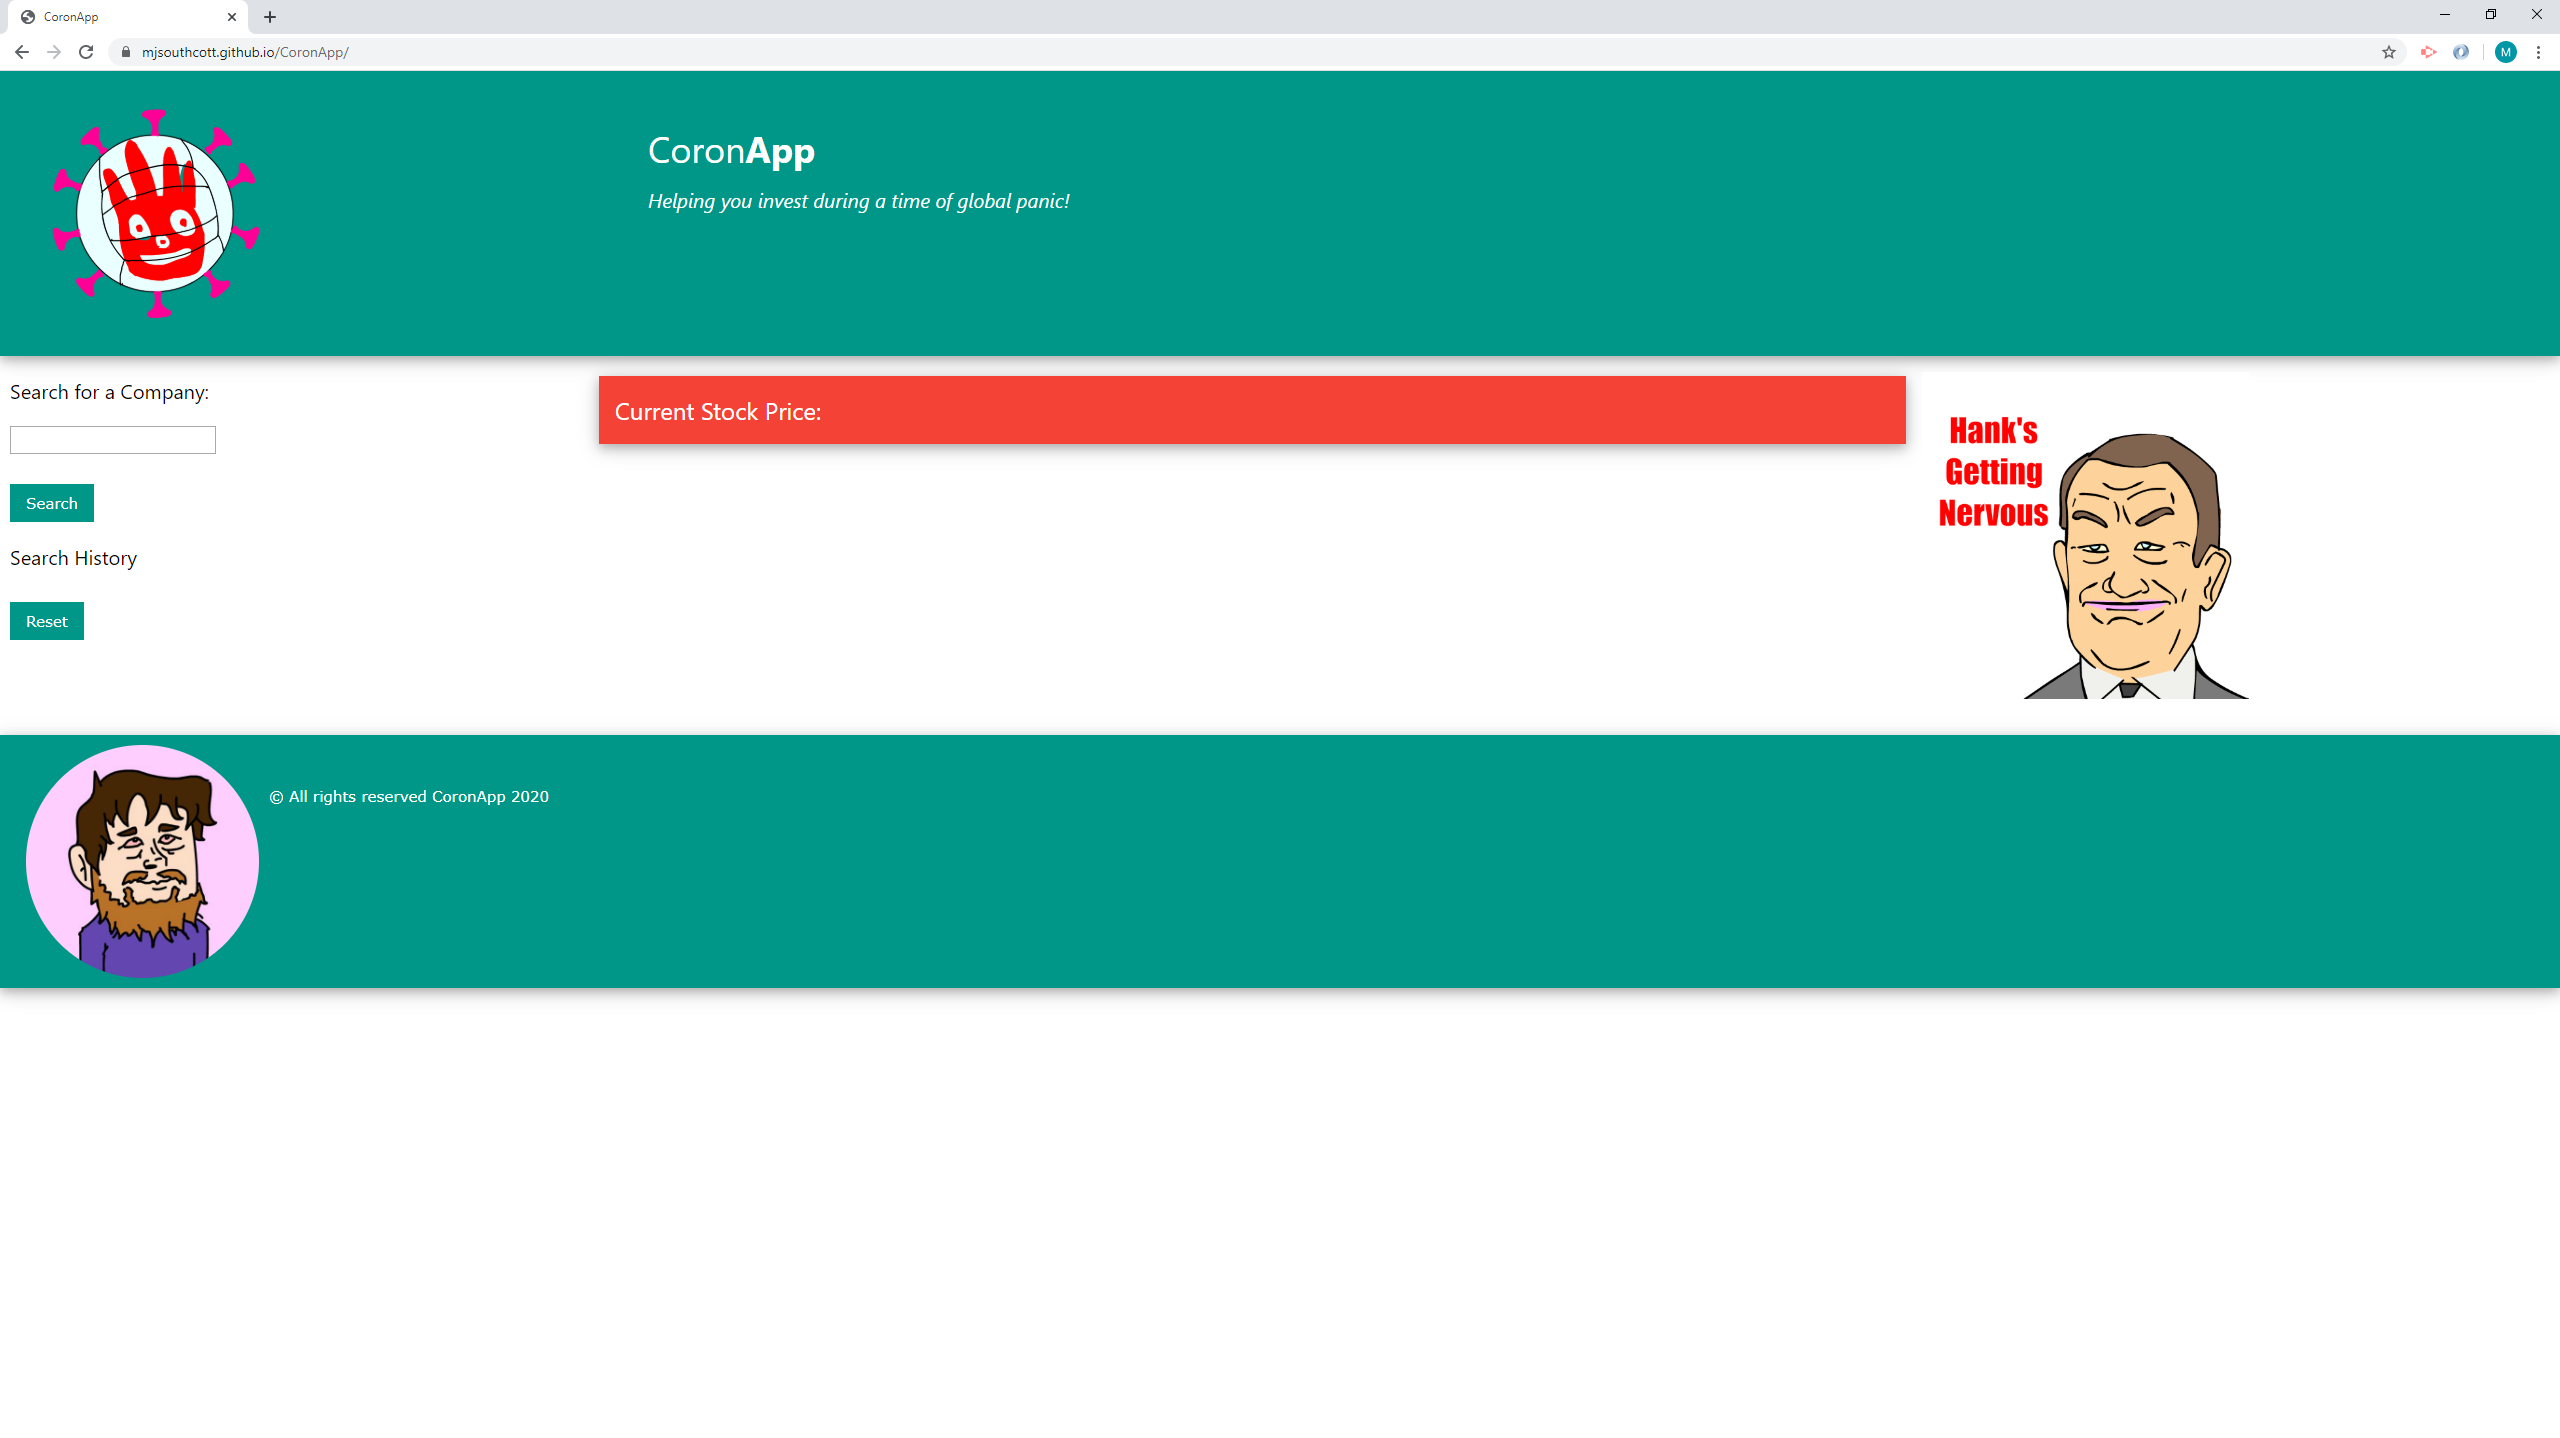 CoronApp
mjsouthcott.github.io/CoronApp/
M
CoronApp
Helping you invest during a time of global panic!
Search for a Company:
Search
Search History
Reset
Current Stock Price:
Hank's
Getting
Nervous
© All rights reserved CoronApp 2020